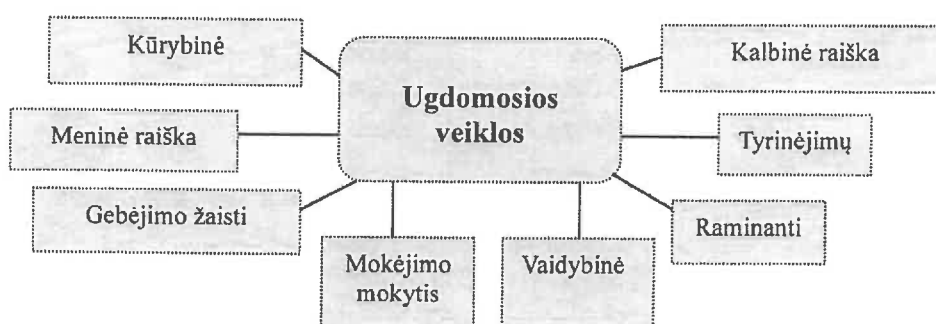 Kūrybinė
Kalbinė raiška
Ugdomosios
veiklos
Meninė raiška
Tyrinėjimų
Gebėjimo žaisti
Raminanti
Mokėjimo
mokytis
Vaidybinė